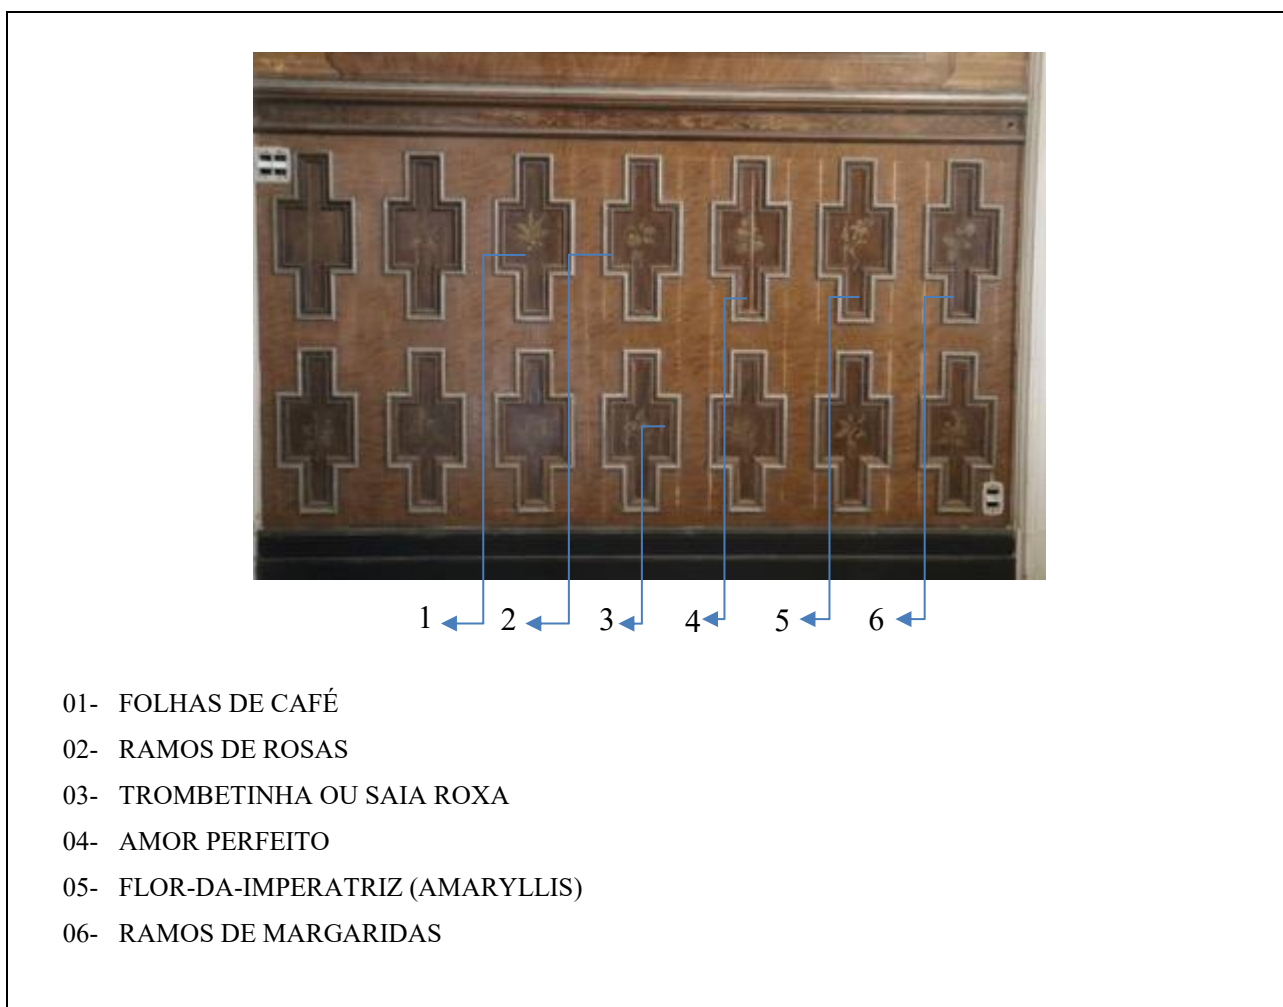 1 2 3 4 5 6
01- FOLHAS DE CAFÉ
02- RAMOS DE ROSAS
03- TROMBETINHA OU SAIA ROXA
04- AMOR PERFEITO
05- FLOR-DA-IMPERATRIZ (AMARYLLIS)
06- RAMOS DE MARGARIDAS